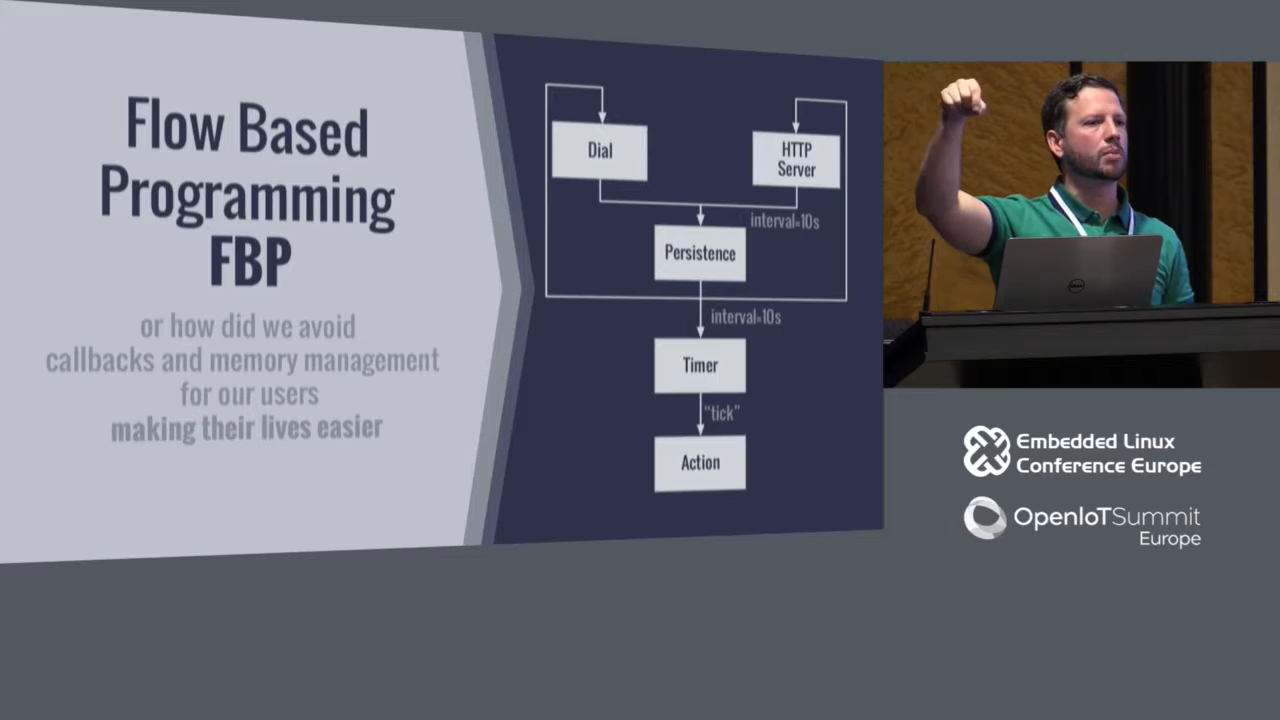 Flow Based
Programming
FBP
or how did we avoid
callbacks and memory management
for our users
making their lives easier
Dial
HTTP
Server
interval=10s
Persistence
interval=10s
Timer
"tick"
Action
DELL
Embedded Linux
Conference Europe
OpenIoTSummit
Europe